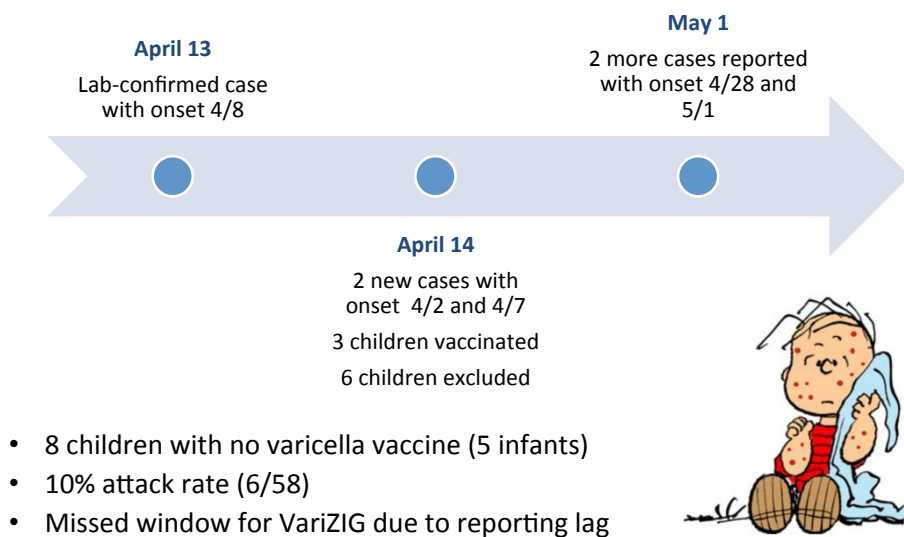 April 13
Lab-confirmed case
with onset 4/8
May 1
2 more cases reported
with onset 4/28 and
5/1
April 14
2 new cases with
onset 4/2 and 4/7
3 children vaccinated
6 children excluded
• 8 children with no varicella vaccine (5 infants)
• 10% attack rate (6/58)
• Missed window for VariZIG due to reporting lag